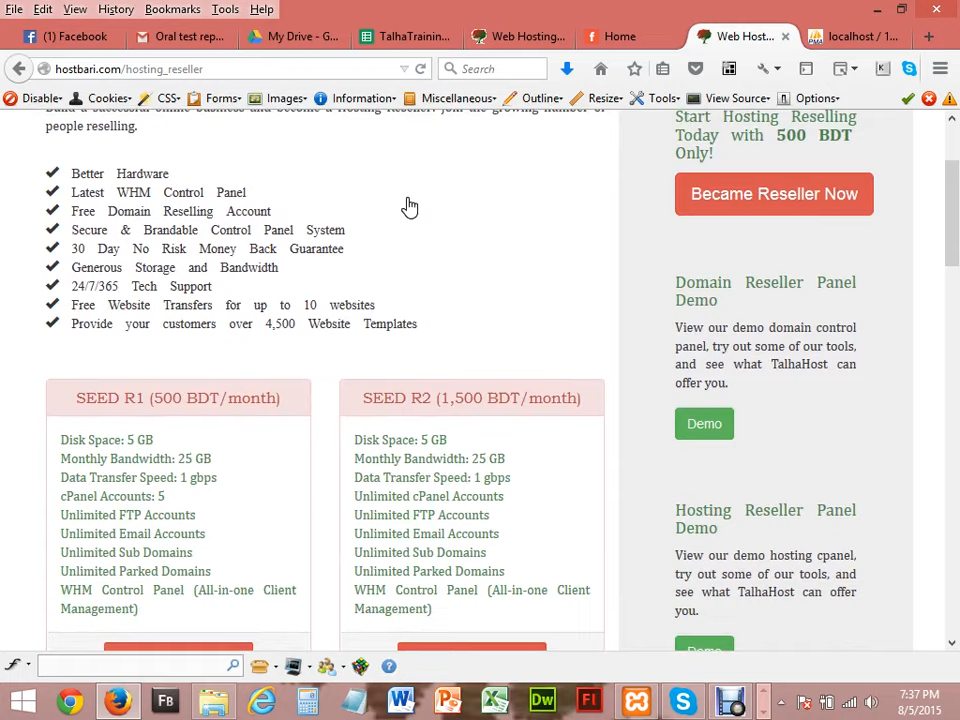 File Edit View History Bookmarks Tools Help
(1) Facebook
Gmail
Oral test rep...
My Drive - G...
TalhaTrainin...
Web Hosting...
Home
Web Host...
localhost / 1...
hostbari.com/hosting_reseller
Search
Disable Cookies CSS Forms Images Information Miscellaneous Outline Resize Tools View Source Options
people reselling.
Better Hardware
Latest WHM Control Panel
Free Domain Reselling Account
Secure & Brandable Control Panel System
30 Day No Risk Money Back Guarantee
Generous Storage and Bandwidth
24/7/365 Tech Support
Free Website Transfers for up to 10 websites
Provide your customers over 4,500 Website Templates
SEED R1 (500 BDT/month)
Disk Space: 5 GB
Monthly Bandwidth: 25 GB
Data Transfer Speed: 1 gbps
cPanel Accounts: 5
Unlimited FTP Accounts
Unlimited Email Accounts
Unlimited Sub Domains
Unlimited Parked Domains
WHM Control Panel (All-in-one Client
Management)
SEED R2 (1,500 BDT/month)
Disk Space: 5 GB
Monthly Bandwidth: 25 GB
Data Transfer Speed: 1 gbps
Unlimited cPanel Accounts
Unlimited FTP Accounts
Unlimited Email Accounts
Unlimited Sub Domains
Unlimited Parked Domains
WHM Control Panel (All-in-one Client
Management)
Start Hosting Reselling
Today with 500 BDT
Only!
Became Reseller Now
Domain Reseller Panel
Demo
View our demo domain control
panel, try out some of our tools,
and see what TalhaHost can
offer you.
Demo
Hosting Reseller Panel
Demo
View our demo hosting cpanel,
try out some of our tools, and
see what TalhaHost can offer
you.
Demo
7:37 PM
8/5/2015